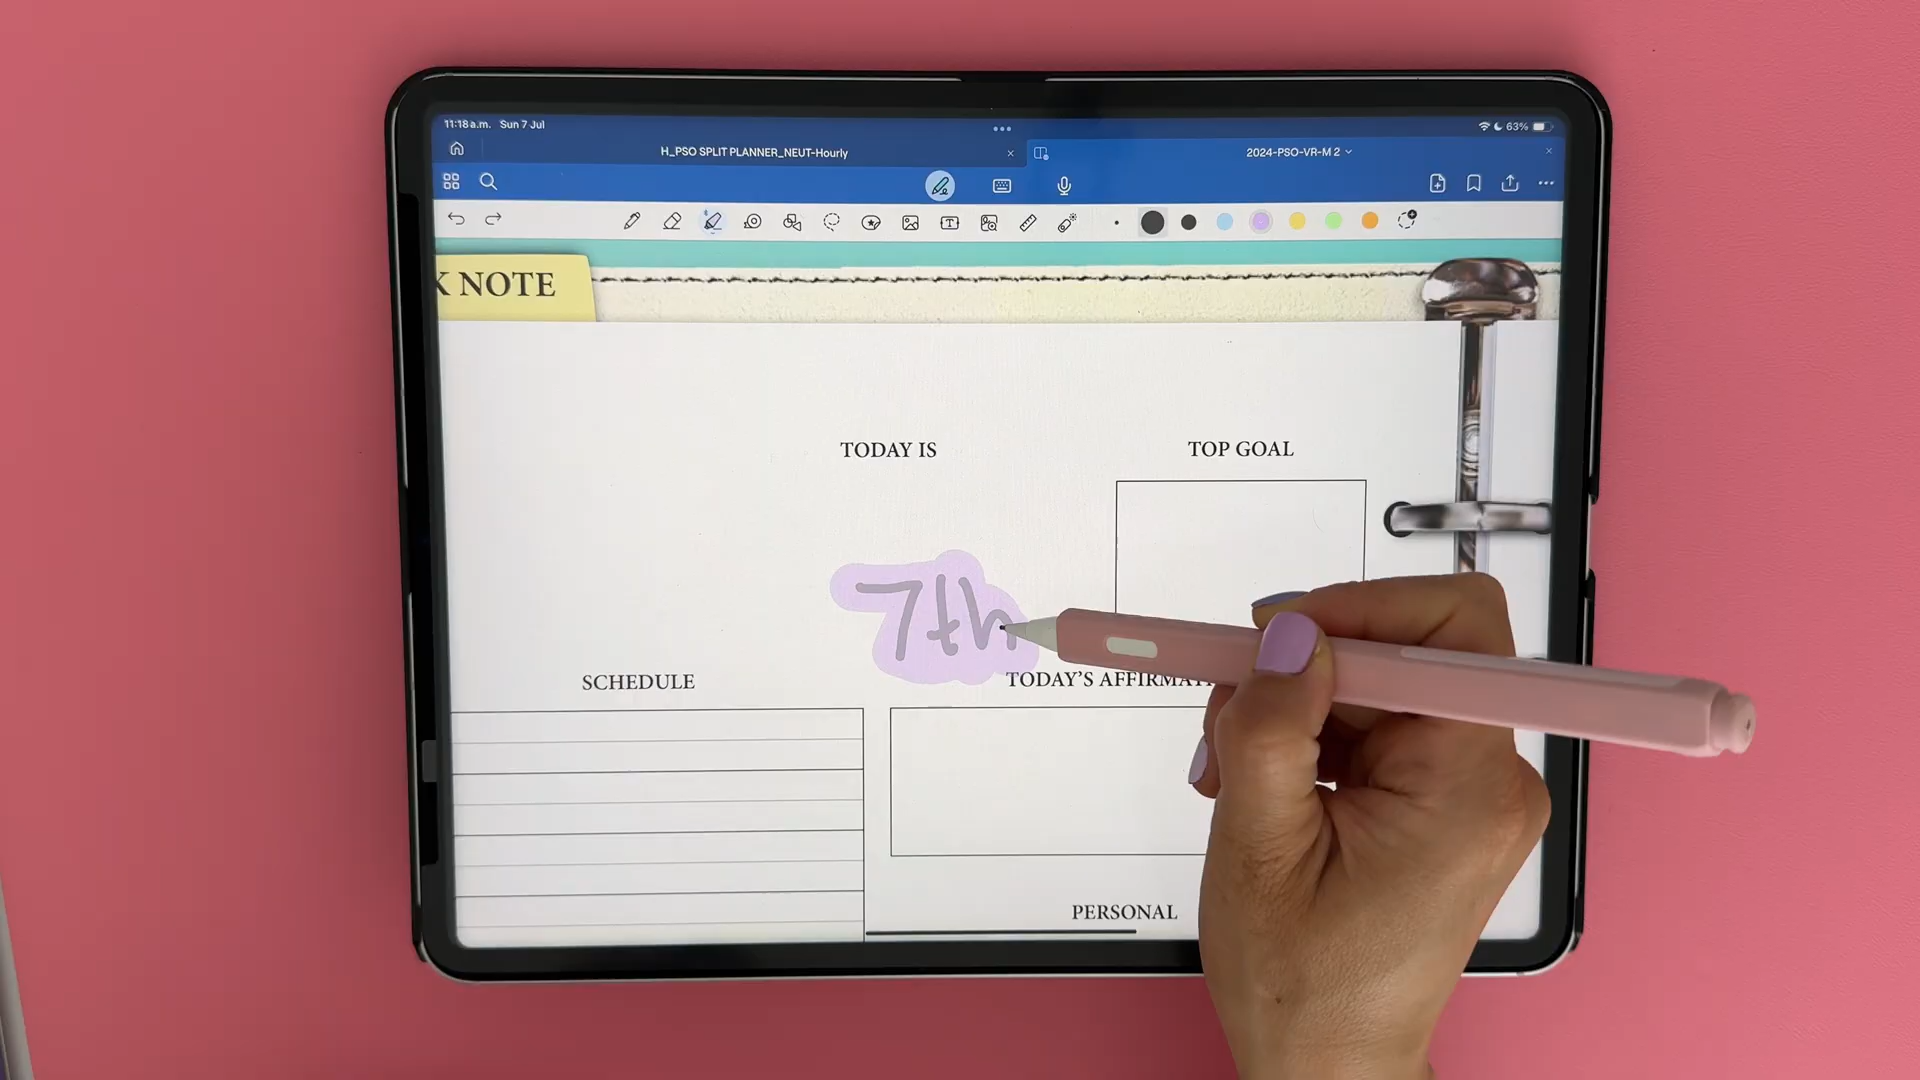 11:18 a.m. Sun 7 Jul
63%
H_PSO SPLIT PLANNER_NEUT-Hourly
2024-PSO-VR-M 2
K NOTE
TODAY IS
TOP GOAL
7th
SCHEDULE
TODAY'S
PERSONAL